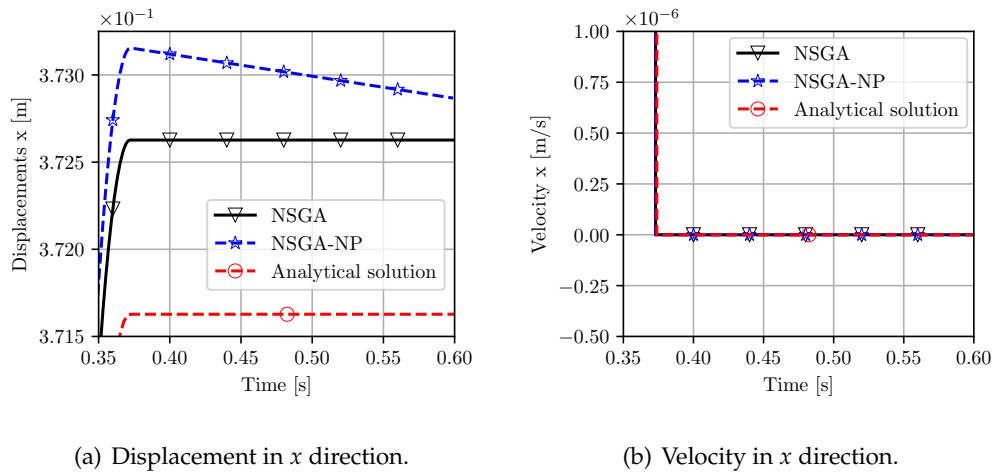 ×10⁻¹
3.730
3.725
3.720
3.715
Displacements x [m]
NSGA
NSGA-NP
Analytical solution
0.35 0.40 0.45 0.50 0.55 0.60
Time [s]
(a) Displacement in x direction.
×10⁻⁶
1.00
0.75
0.50
0.25
0.00
−0.25
−0.50
Velocity x [m/s]
NSGA
NSGA-NP
Analytical solution
0.35 0.40 0.45 0.50 0.55 0.60
Time [s]
(b) Velocity in x direction.